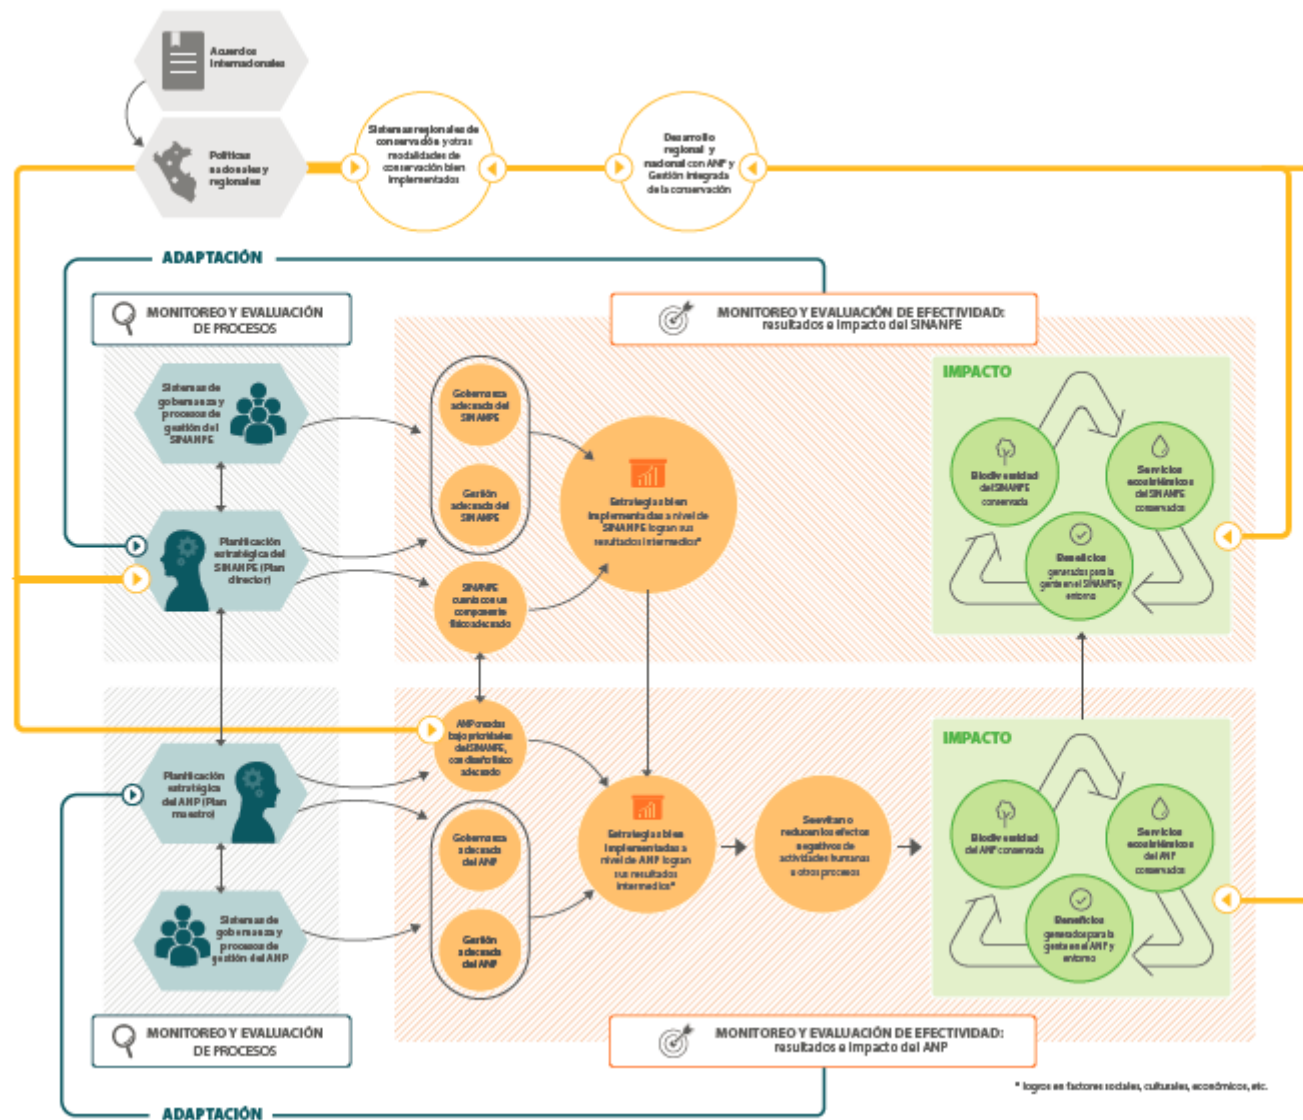 Acuerdos
Internacionales
Políticas
nacionales y
regionales
Sistemas regionales de
conservación y otras
modalidades de
conservación bien
implementados
Desarrollo
regional y
nacional con ANP y
Gestión integrada
de la conservación
ADAPTACIÓN
MONITOREO Y EVALUACIÓN
DE PROCESOS
MONITOREO Y EVALUACIÓN DE EFECTIVIDAD:
resultados e impacto del SINANPE
Sistemas de
gobernanza y
procesos de
gestión del
SINANPE
Planificación
estratégica del
SINANPE (Plan
director)
Gobernanza
adecuada del
SINANPE
Gestión
adecuada del
SINANPE
SINANPE
cuenta con un
componente
físico adecuado
Estrategias bien
implementadas a nivel de
SINANPE logran sus
resultados intermedios*
IMPACTO
Biodiversidad
del SINANPE
conservada
Servicios
ecosistémicos
del SINANPE
conservados
Beneficios
generados para la
gente en el SINANPE y
entorno
ANP creadas
bajo prioridades
del SINANPE,
con diseño físico
adecuado
Planificación
estratégica
del ANP (Plan
maestro)
Sistemas de
gobernanza y
procesos de
gestión del ANP
Gobernanza
adecuada
del ANP
Gestión
adecuada
del ANP
Estrategias bien
implementadas a
nivel de ANP logran
sus resultados
intermedios*
Se evitan o
reducen los efectos
negativos de
actividades humanas
u otros procesos
IMPACTO
Biodiversidad
del ANP conservada
Servicios
ecosistémicos
del ANP
conservados
Beneficios
generados para la
gente en el ANP y
entorno
MONITOREO Y EVALUACIÓN
DE PROCESOS
MONITOREO Y EVALUACIÓN DE EFECTIVIDAD:
resultados e impacto del ANP
* logros en factores sociales, culturales, económicos, etc.
ADAPTACIÓN